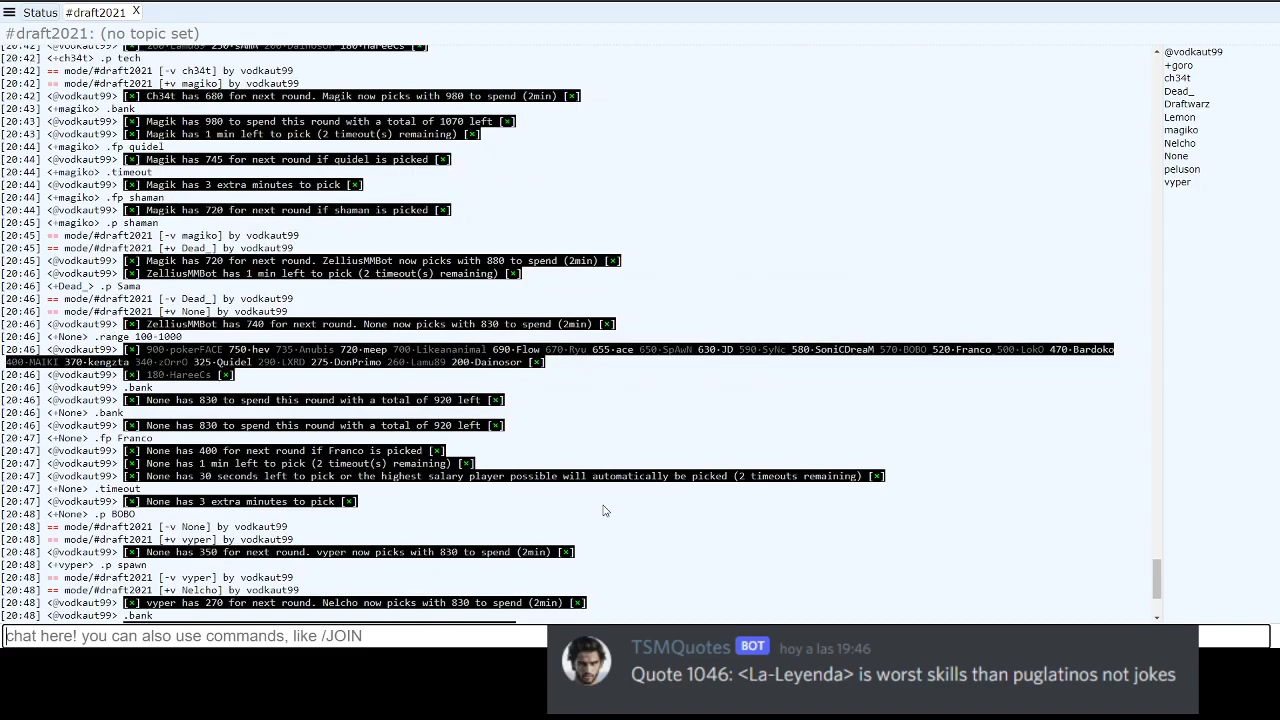 Status #draft2021 X
#draft2021: (no topic set)
[20:42] <@vodkaut99> [×] 260·Lamu89 250·sAMA 200·Dainosor 180·HareeCs [×]
[20:42] <+ch34t> .p tech
[20:42] == mode/#draft2021 [-v ch34t] by vodkaut99
[20:42] == mode/#draft2021 [+v magiko] by vodkaut99
[20:42] <@vodkaut99> [×] Ch34t has 680 for next round. Magik now picks with 980 to spend (2min) [×]
[20:43] <+magiko> .bank
[20:43] <@vodkaut99> [×] Magik has 980 to spend this round with a total of 1070 left [×]
[20:43] <@vodkaut99> [×] Magik has 1 min left to pick (2 timeout(s) remaining) [×]
[20:44] <+magiko> .fp quidel
[20:44] <@vodkaut99> [×] Magik has 745 for next round if quidel is picked [×]
[20:44] <+magiko> .timeout
[20:44] <@vodkaut99> [×] Magik has 3 extra minutes to pick [×]
[20:44] <+magiko> .fp shaman
[20:44] <@vodkaut99> [×] Magik has 720 for next round if shaman is picked [×]
[20:45] <+magiko> .p shaman
[20:45] == mode/#draft2021 [-v magiko] by vodkaut99
[20:45] == mode/#draft2021 [+v Dead_] by vodkaut99
[20:45] <@vodkaut99> [×] Magik has 720 for next round. ZelliusMMBot now picks with 880 to spend (2min) [×]
[20:46] <@vodkaut99> [×] ZelliusMMBot has 1 min left to pick (2 timeout(s) remaining) [×]
[20:46] <+Dead_> .p Sama
[20:46] == mode/#draft2021 [-v Dead_] by vodkaut99
[20:46] == mode/#draft2021 [+v None] by vodkaut99
[20:46] <@vodkaut99> [×] ZelliusMMBot has 740 for next round. None now picks with 830 to spend (2min) [×]
[20:46] <+None> .range 100-1000
[20:46] <@vodkaut99> [×] 900·pokerFACE 750·hev 735·Anubis 720·meep 700·Likeananimal 690·Flow 670·Ryu 655·ace 650·SpAwN 630·JD 590·SyNc 580·SoniCDreaM 570·BOBO 520·Franco 500·LokO 470·Bardoko
400·MAIKI 370·kengzta 340·zOrrO 325·Quidel 290·LXRD 275·DonPrimo 260·Lamu89 200·Dainosor [×]
[20:46] <@vodkaut99> [×] 180·HareeCs [×]
[20:46] <@vodkaut99> .bank
[20:46] <@vodkaut99> [×] None has 830 to spend this round with a total of 920 left [×]
[20:46] <+None> .bank
[20:46] <@vodkaut99> [×] None has 830 to spend this round with a total of 920 left [×]
[20:47] <+None> .fp Franco
[20:47] <@vodkaut99> [×] None has 400 for next round if Franco is picked [×]
[20:47] <@vodkaut99> [×] None has 1 min left to pick (2 timeout(s) remaining) [×]
[20:47] <@vodkaut99> [×] None has 30 seconds left to pick or the highest salary player possible will automatically be picked (2 timeouts remaining) [×]
[20:47] <+None> .timeout
[20:47] <@vodkaut99> [×] None has 3 extra minutes to pick [×]
[20:48] <+None> .p BOBO
[20:48] == mode/#draft2021 [-v None] by vodkaut99
[20:48] == mode/#draft2021 [+v vyper] by vodkaut99
[20:48] <@vodkaut99> [×] None has 350 for next round. vyper now picks with 830 to spend (2min) [×]
[20:48] <+vyper> .p spawn
[20:48] == mode/#draft2021 [-v vyper] by vodkaut99
[20:48] == mode/#draft2021 [+v Nelcho] by vodkaut99
[20:48] <@vodkaut99> [×] vyper has 270 for next round. Nelcho now picks with 830 to spend (2min) [×]
[20:48] <@vodkaut99> .bank
@vodkaut99
+goro
ch34t
Dead_
Draftwarz
Lemon
magiko
Nelcho
None
peluson
vyper
chat here! you can also use commands, like /JOIN
TSMQuotes BOT hoy a las 19:46
Quote 1046: <La-Leyenda> is worst skills than puglatinos not jokes